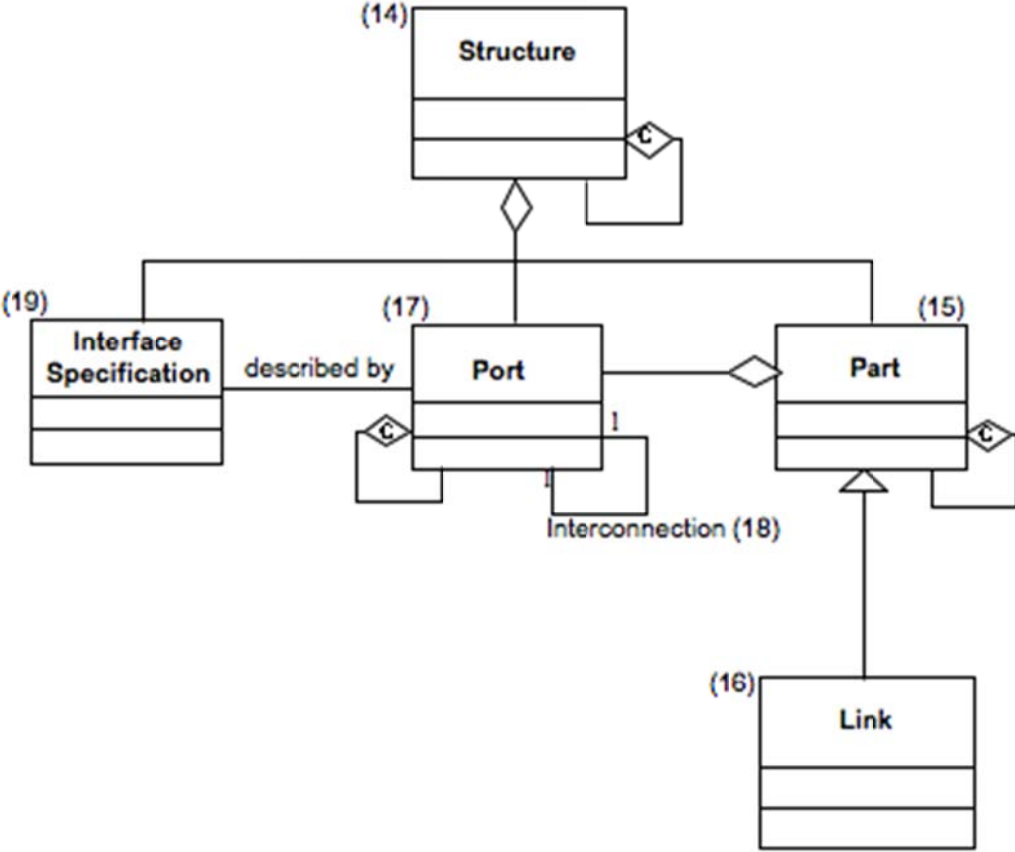 (14)
Structure
C
(19)
(17)
(15)
Interface
Specification
described by
Port
Part
1
C
C
1
Interconnection (18)
(16)
Link